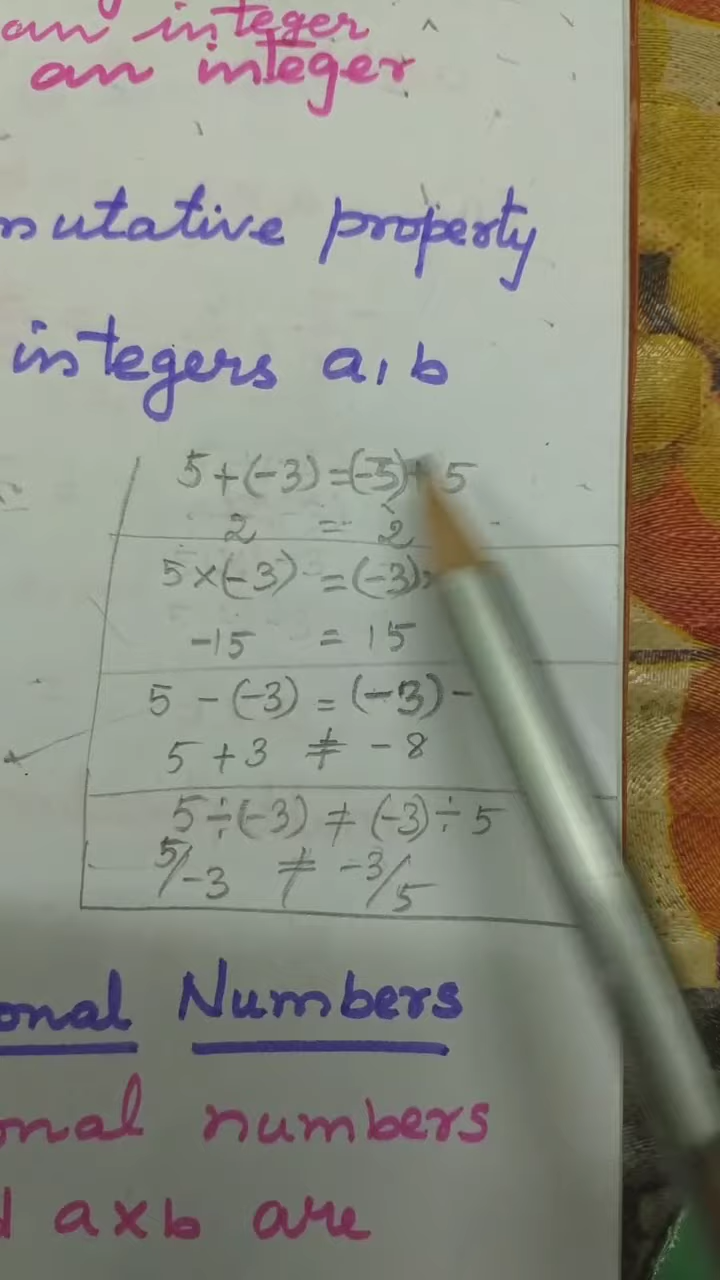 an integer
an integer
mutative property
integers a, b
5 + (-3) = (-3) + 5
2 = 2
5 × (-3) = (-3) ×
-15 = 15
5 - (-3) = (-3) -
5 + 3 ≠ -8
5 ÷ (-3) ≠ (-3) ÷ 5
5/-3 ≠ -3/5
onal Numbers
onal numbers
a×b are